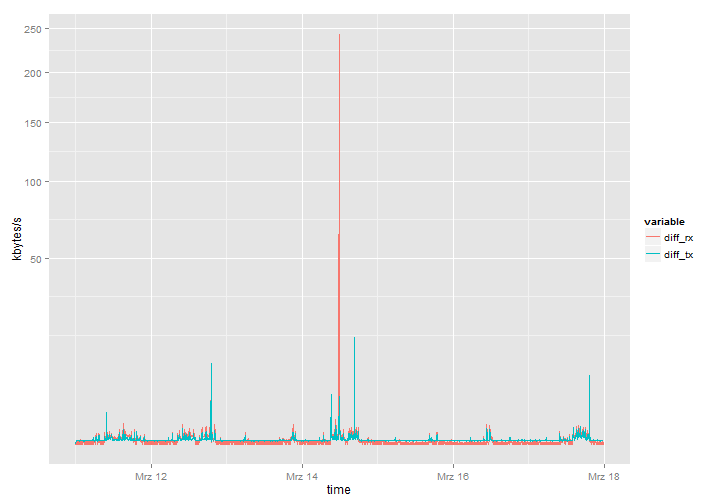 250
200
150
100
50
kbytes/s
Mrz 12
Mrz 14
Mrz 16
Mrz 18
time
variable
diff_rx
diff_tx